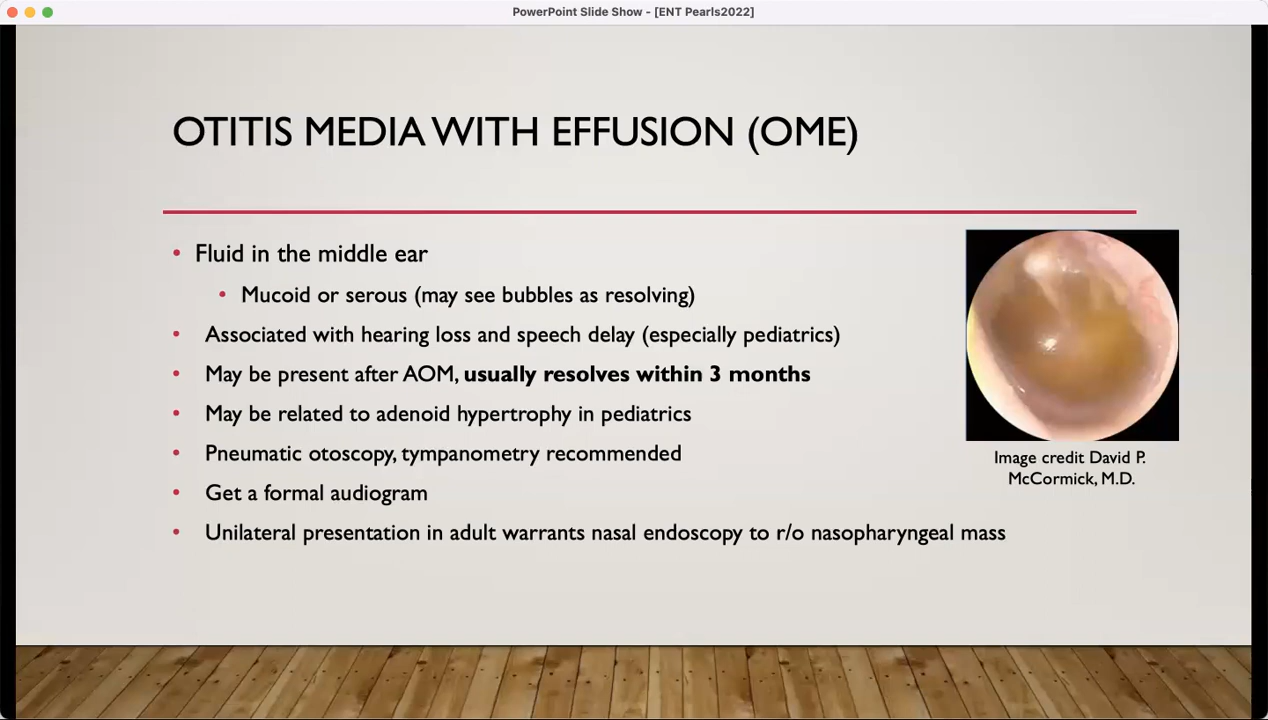 PowerPoint Slide Show - [ENT Pearls2022]
OTITIS MEDIA WITH EFFUSION (OME)
• Fluid in the middle ear
• Mucoid or serous (may see bubbles as resolving)
• Associated with hearing loss and speech delay (especially pediatrics)
• May be present after AOM, usually resolves within 3 months
• May be related to adenoid hypertrophy in pediatrics
• Pneumatic otoscopy, tympanometry recommended
• Get a formal audiogram
• Unilateral presentation in adult warrants nasal endoscopy to r/o nasopharyngeal mass
Image credit David P.
McCormick, M.D.